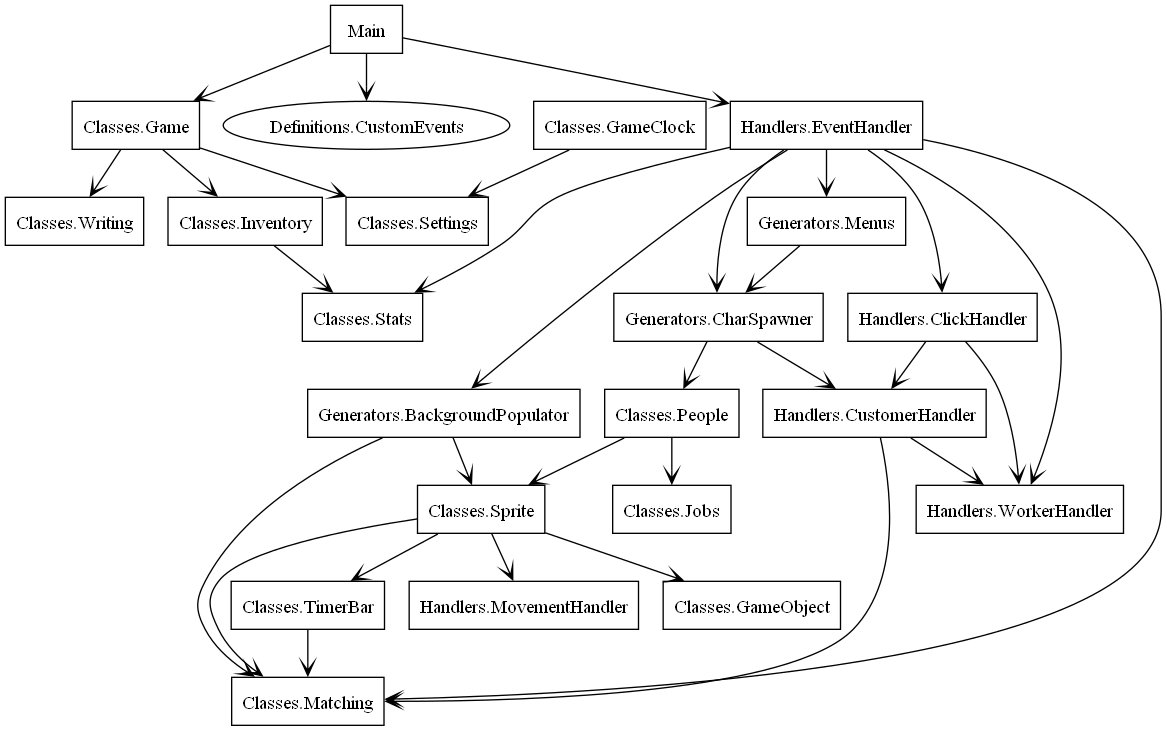 Main
Classes.Game
Definitions.CustomEvents
Classes.GameClock
Handlers.EventHandler
Classes.Writing
Classes.Inventory
Classes.Settings
Generators.Menus
Classes.Stats
Generators.CharSpawner
Handlers.ClickHandler
Generators.BackgroundPopulator
Classes.People
Handlers.CustomerHandler
Classes.Sprite
Classes.Jobs
Handlers.WorkerHandler
Classes.TimerBar
Handlers.MovementHandler
Classes.GameObject
Classes.Matching